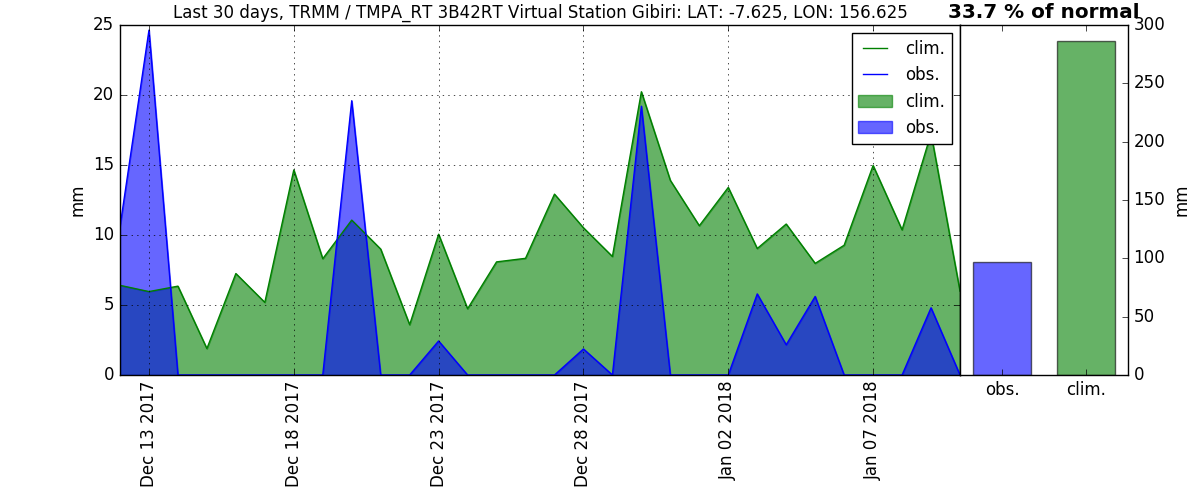 Last 30 days, TRMM / TMPA_RT 3B42RT Virtual Station Gibiri: LAT: -7.625, LON: 156.625
33.7 % of normal
25
20
15
10
5
0
mm
clim.
obs.
clim.
obs.
300
250
200
150
100
50
0
mm
obs.
clim.
Dec 13 2017
Dec 18 2017
Dec 23 2017
Dec 28 2017
Jan 02 2018
Jan 07 2018